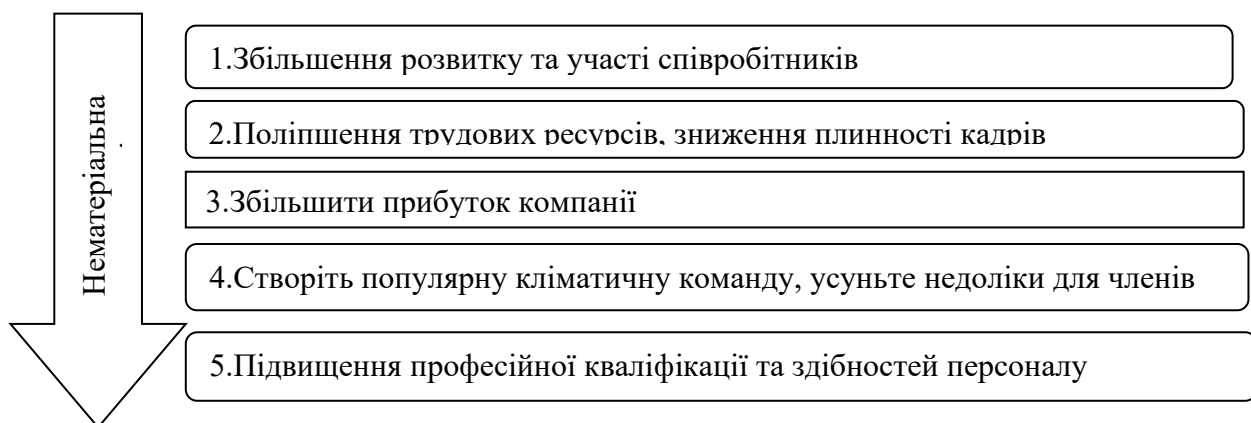 Нематеріальна
1.Збільшення розвитку та участі співробітників
2.Поліпшення трудових ресурсів, зниження плинності кадрів
3.Збільшити прибуток компанії
4.Створіть популярну кліматичну команду, усуньте недоліки для членів
5.Підвищення професійної кваліфікації та здібностей персоналу